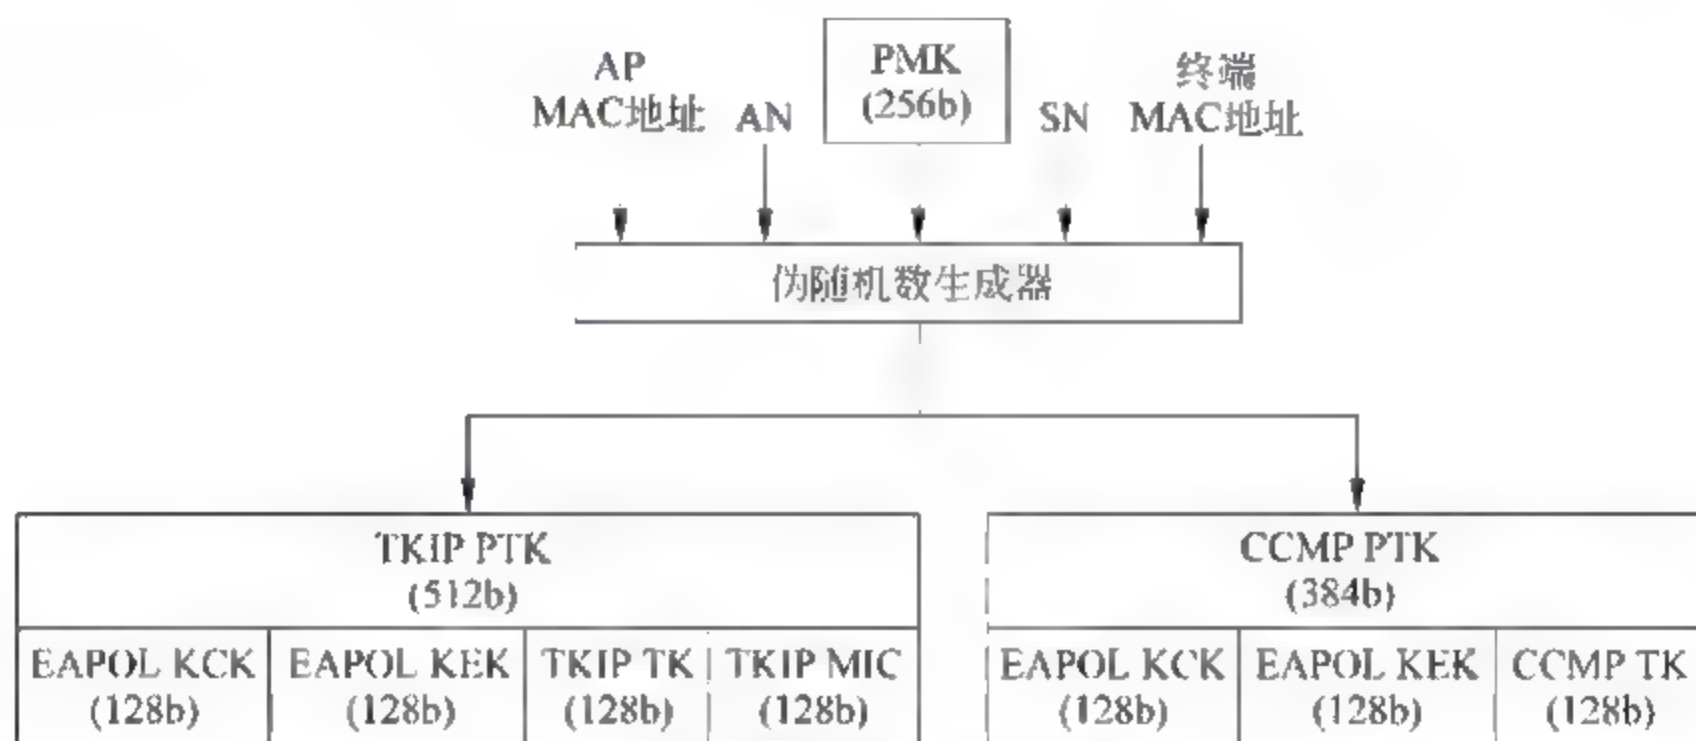 AP
MAC地址
AN
PMK
(256b)
SN
终端
MAC地址
伪随机数生成器
TKIP PTK
(512b)
CCMP PTK
(384b)
EAPOL KCK
(128b)
EAPOL KEK
(128b)
TKIP TK
(128b)
TKIP MIC
(128b)
EAPOL KCK
(128b)
EAPOL KEK
(128b)
CCMP TK
(128b)